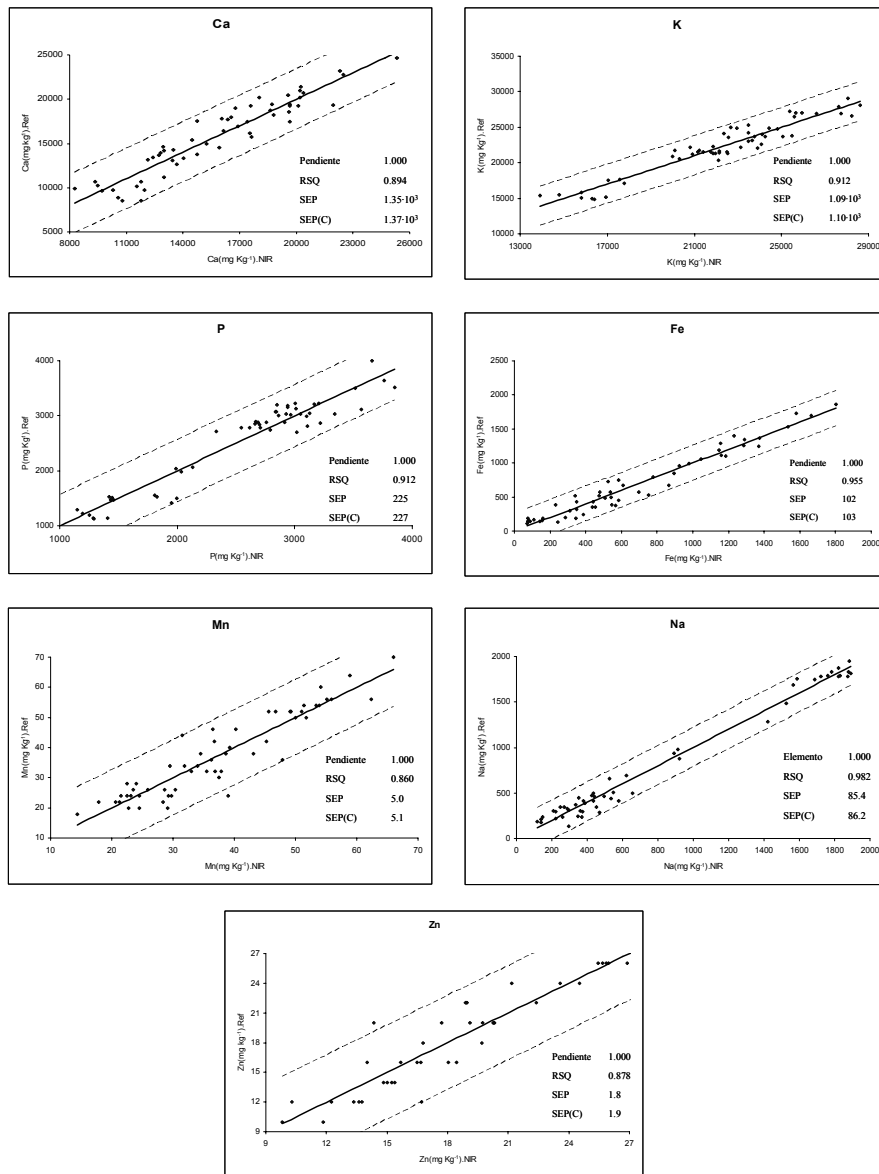 Ca
25000
20000
15000
10000
5000
8000 11000 14000 17000 20000 23000 26000
Ca(mg kg⁻¹).Ref
Ca(mg Kg⁻¹).NIR
Pendiente 1.000
RSQ 0.894
SEP 1.35·10³
SEP(C) 1.37·10³
K
35000
30000
25000
20000
15000
10000
13000 17000 21000 25000 29000
K(mg Kg⁻¹).Ref
K(mg Kg⁻¹).NIR
Pendiente 1.000
RSQ 0.912
SEP 1.09·10³
SEP(C) 1.10·10³
P
4000
3000
2000
1000
1000 2000 3000 4000
P(mg Kg⁻¹).Ref
P(mg Kg⁻¹).NIR
Pendiente 1.000
RSQ 0.912
SEP 225
SEP(C) 227
Fe
2500
2000
1500
1000
500
0
0 200 400 600 800 1000 1200 1400 1600 1800 2000
Fe(mg Kg⁻¹).Ref
Fe(mg Kg⁻¹).NIR
Pendiente 1.000
RSQ 0.955
SEP 102
SEP(C) 103
Mn
70
60
50
40
30
20
10
10 20 30 40 50 60 70
Mn(mg Kg⁻¹).Ref
Mn(mg Kg⁻¹).NIR
Pendiente 1.000
RSQ 0.860
SEP 5.0
SEP(C) 5.1
Na
2000
1500
1000
500
0
0 200 400 600 800 1000 1200 1400 1600 1800 2000
Na(mg Kg⁻¹).Ref
Na(mg Kg⁻¹).NIR
Elemento 1.000
RSQ 0.982
SEP 85.4
SEP(C) 86.2
Zn
27
24
21
18
15
12
9
9 12 15 18 21 24 27
Zn(mg kg⁻¹).Ref
Zn(mg Kg⁻¹).NIR
Pendiente 1.000
RSQ 0.878
SEP 1.8
SEP(C) 1.9